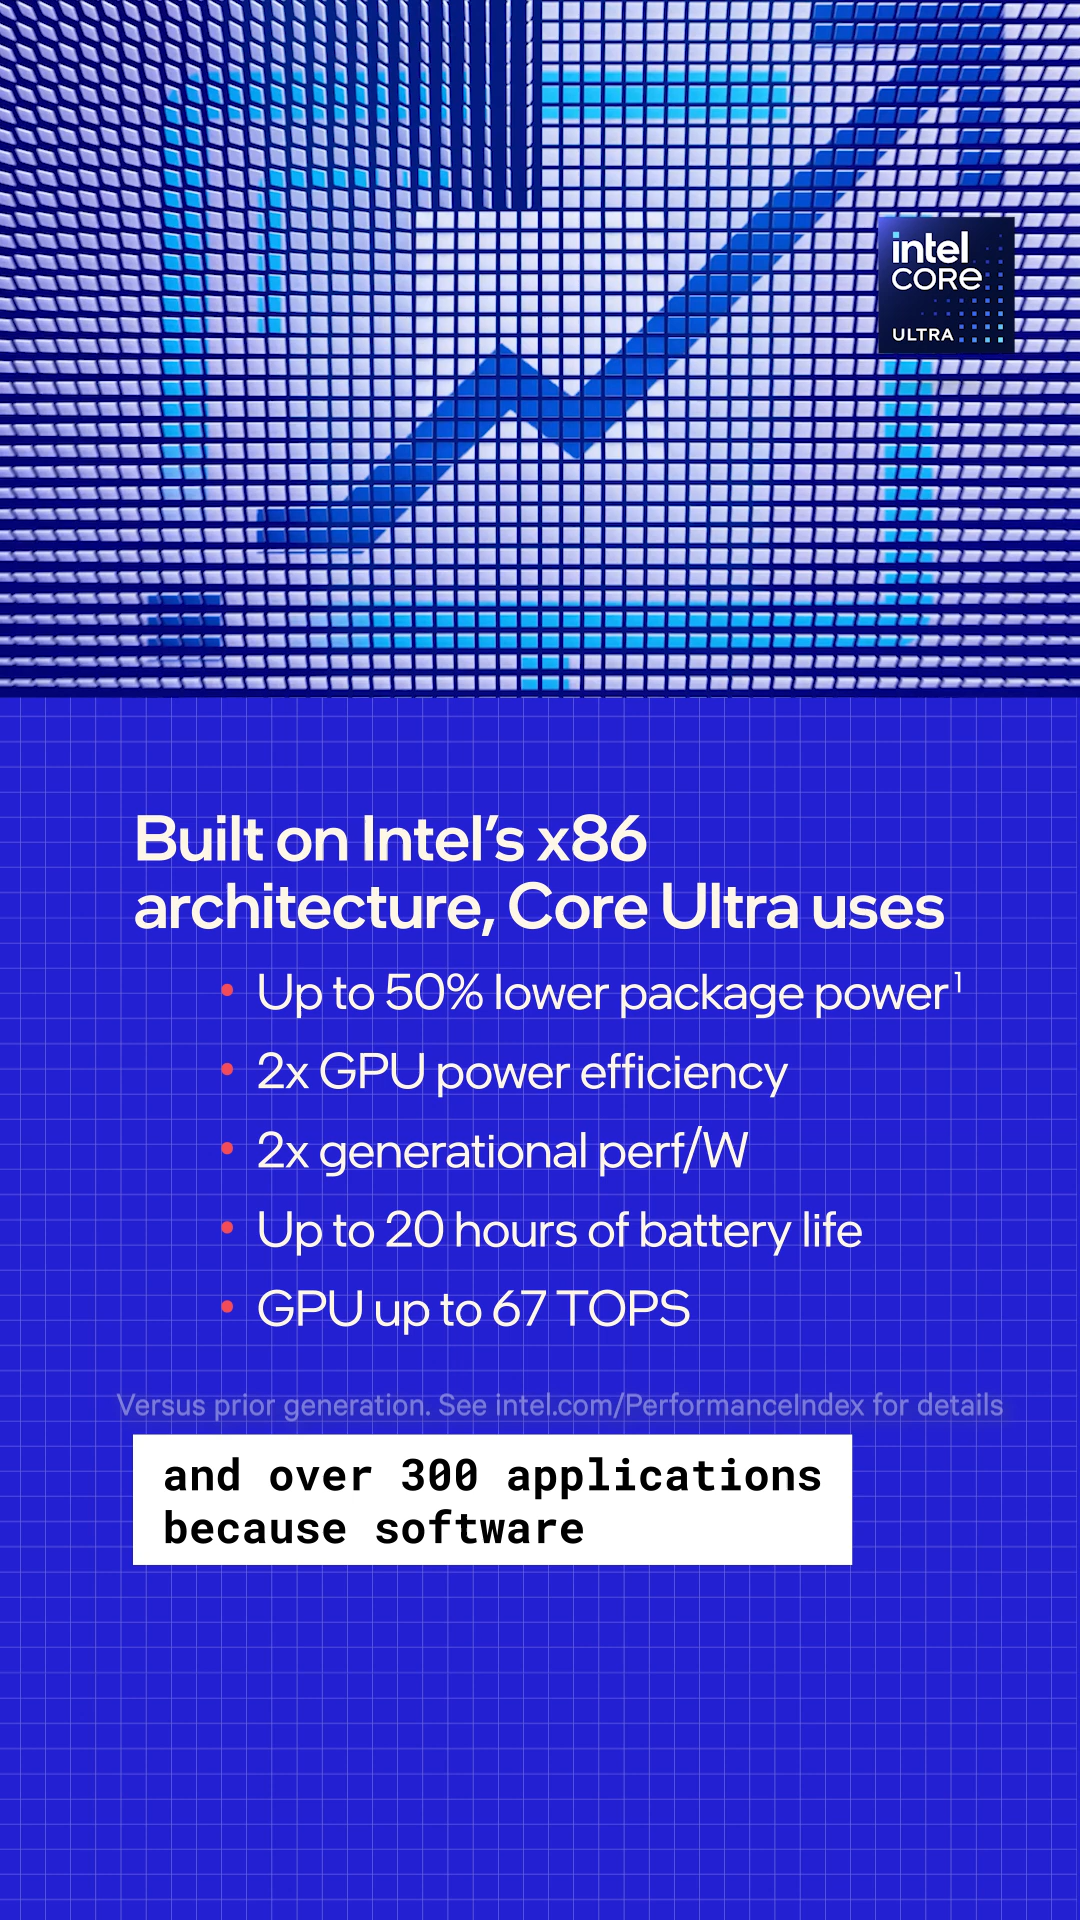 intel
CORE
ULTRA
Built on Intel’s x86
architecture, Core Ultra uses
• Up to 50% lower package power¹
• 2x GPU power efficiency
• 2x generational perf/W
• Up to 20 hours of battery life
• GPU up to 67 TOPS
Versus prior generation. See intel.com/PerformanceIndex for details
and over 300 applications
because software